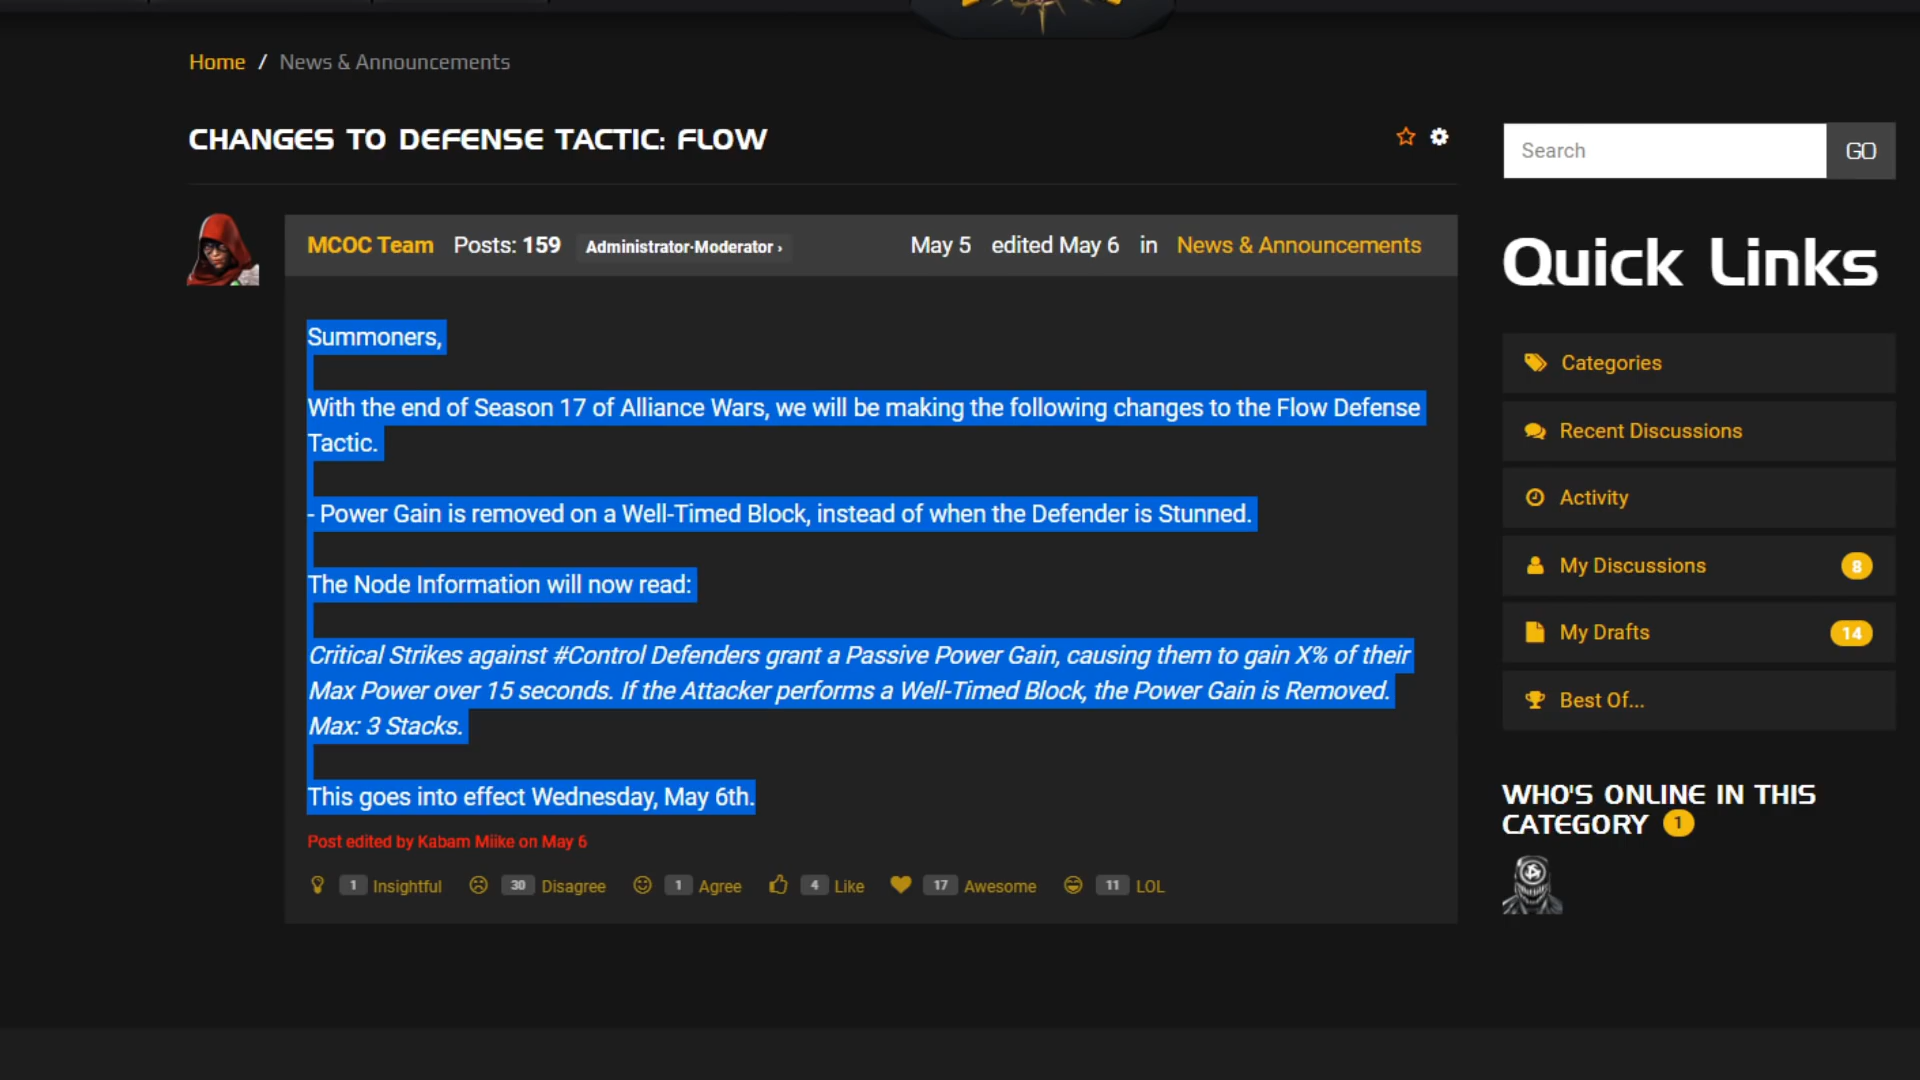 Home / News & Announcements
CHANGES TO DEFENSE TACTIC: FLOW
MCOC Team Posts: 159 Administrator·Moderator › May 5 edited May 6 in News & Announcements
Summoners,
With the end of Season 17 of Alliance Wars, we will be making the following changes to the Flow Defense
Tactic.
- Power Gain is removed on a Well-Timed Block, instead of when the Defender is Stunned.
The Node Information will now read:
Critical Strikes against #Control Defenders grant a Passive Power Gain, causing them to gain X% of their
Max Power over 15 seconds. If the Attacker performs a Well-Timed Block, the Power Gain is Removed.
Max: 3 Stacks.
This goes into effect Wednesday, May 6th.
Post edited by Kabam Miike on May 6
1 Insightful 30 Disagree 1 Agree 4 Like 17 Awesome 11 LOL
Search GO
Quick Links
Categories
Recent Discussions
Activity
My Discussions 8
My Drafts 14
Best Of...
WHO'S ONLINE IN THIS
CATEGORY 1